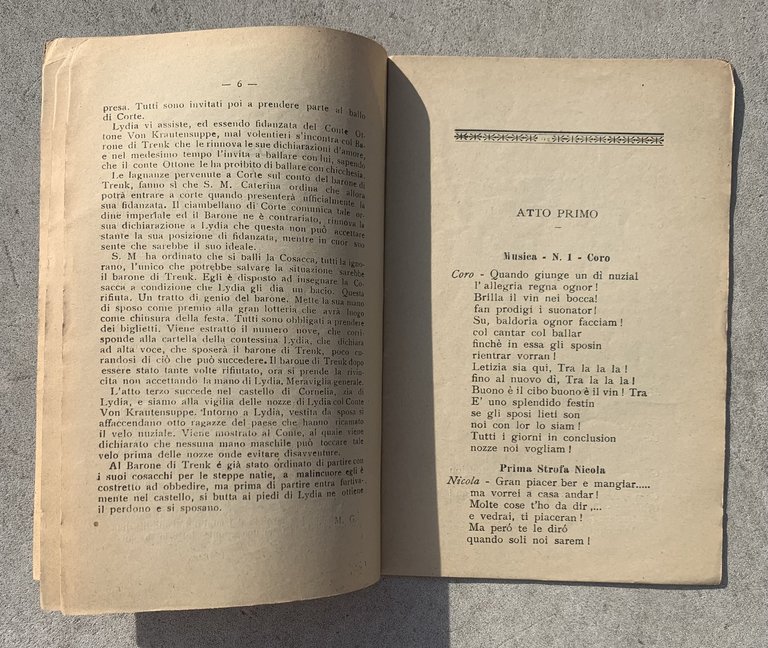 — 6 —
presa. Tutti sono invitati poi a prendere parte al ballo
di Corte.
Lydia vi assiste, ed essendo fidanzata del Conte Ot-
tone Von Krautensuppe, mal volentieri s'incontra col Ba-
rone di Trenk che le rinnova le sue dichiarazioni d'amore,
e nel medesimo tempo l'invita a ballare con lui, sapendo
che il conte Ottone le ha proibito di ballare con chicchesia.
Le lagnanze pervenute a Corte sul conto del barone di
Trenk, fanno sì che S. M. Caterina ordina che allora
potrà entrare a corte quando presenterà ufficialmente la
sua fidanzata. Il ciambellano di Corte comunica tale or-
dine imperiale ed il Barone ne è contrariato, rinnova la
sua dichiarazione a Lydia che questa non può accettare
stante la sua posizione di fidanzata, mentre in cuor suo
sente che sarebbe il suo ideale.
S. M ha ordinato che si balli la Cosacca, tutti la igno-
rano, l'unico che potrebbe salvare la situazione sarebbe
il barone di Trenk. Egli è disposto ad insegnare la Co-
sacca a condizione che Lydia gli dia un bacio. Questa
rifiuta. Un tratto di genio del barone. Mette la sua mano
di sposo come premio alla gran lotteria che avrà luogo
come chiusura della festa. Tutti sono obbligati a prendere
dei biglietti. Viene estratto il numero nove, che corri-
sponde alla cartella della contessina Lydia, che dichia-
ra ad alta voce, che sposerà il barone di Trenk, poco cu-
randosi di ciò che può succedere. Il baroue di Trenk dopo
essere stato tante volte rifiutato, ora si prende la rivin-
cita non accettando la mano di Lydia, Meraviglia generale.
L'atto terzo succede nel castello di Cornelia, zia di
Lydia, e siamo alla vigilia delle nozze di Lydia col Conte
Von Krautensuppe. Intorno a Lydia, vestita da sposa si
affaccendano otto ragazze del paese che hanno ricamato
il velo nuziale. Viene mostrato al Conte, al quale viene
dichiarato che nessuna mano maschile può toccare tale
velo prima delle nozze onde evitare disavventure.
Al Barone di Trenk é giá stato ordinato di partire con
i suoi cosacchi per le steppe natie, a malincuore egli è
costretto ad obbedire, ma prima di partire entra furtiva-
mente nel castello, si butta ai piedi di Lydia ne ottiene
il perdono e si sposano.
M. G.
ATTO PRIMO
Musica - N. 1 - Coro
Coro - Quando giunge un dì nuzial
l'allegria regna ognor!
Brilla il vin nei bocca!
fan prodigi i suonator!
Su, baldoria ognor facciam!
col cantar col ballar
finchè in essa gli sposin
rientrar vorran!
Letizia sia qui, Tra la la la!
fino al nuovo dì, Tra la la la!
Buono è il cibo buono è il vin! Tra
E' uno splendido festin
se gli sposi lieti son
noi con lor lo siam!
Tutti i giorni in conclusion
nozze noi vogliam!
Prima Strofa Nicola
Nicola - Gran piacer ber e mangiar.....
ma vorrei a casa andar!
Molte cose t'ho da dir,...
e vedrai, ti piaceran!
Ma peró te le diró
quando soli noi sarem!